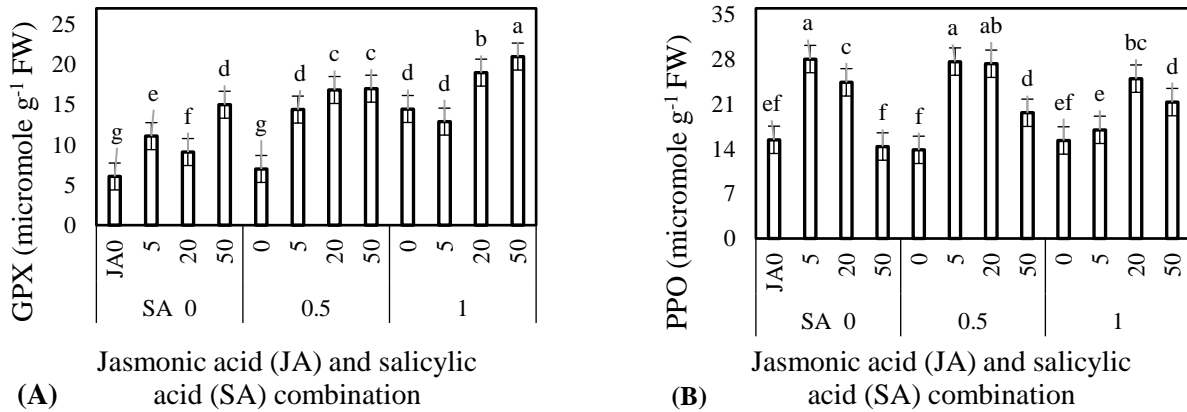 GPX (micromole g-1 FW)
25
20
15
10
5
0
g
e
f
d
g
d
c
c
d
d
b
a
JA0
5
20
50
0
5
20
50
0
5
20
50
SA 0
0.5
1
Jasmonic acid (JA) and salicylic
acid (SA) combination
(A)
PPO (micromole g-1 FW)
35
28
21
14
7
0
ef
a
c
f
f
a
ab
d
ef
e
bc
d
JA0
5
20
50
0
5
20
50
0
5
20
50
SA 0
0.5
1
Jasmonic acid (JA) and salicylic
acid (SA) combination
(B)